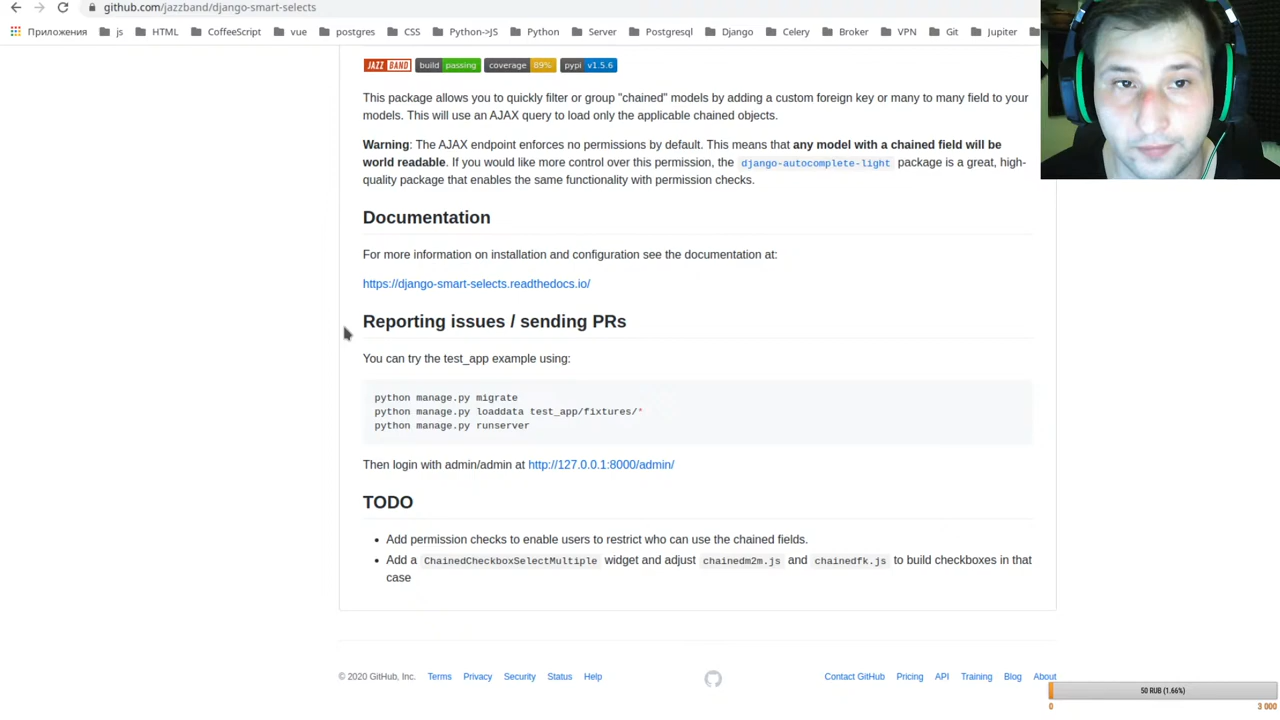 github.com/jazzband/django-smart-selects
Приложения js HTML CoffeeScript vue postgres CSS Python->JS Python Server Postgresql Django Celery Broker VPN Git Jupiter
JAZZ BAND build passing coverage 89% pypi v1.5.6
This package allows you to quickly filter or group "chained" models by adding a custom foreign key or many to many field to your
models. This will use an AJAX query to load only the applicable chained objects.
Warning: The AJAX endpoint enforces no permissions by default. This means that any model with a chained field will be
world readable. If you would like more control over this permission, the django-autocomplete-light package is a great, high-
quality package that enables the same functionality with permission checks.
Documentation
For more information on installation and configuration see the documentation at:
https://django-smart-selects.readthedocs.io/
Reporting issues / sending PRs
You can try the test_app example using:
python manage.py migrate
python manage.py loaddata test_app/fixtures/*
python manage.py runserver
Then login with admin/admin at http://127.0.0.1:8000/admin/
TODO
• Add permission checks to enable users to restrict who can use the chained fields.
• Add a ChainedCheckboxSelectMultiple widget and adjust chainedm2m.js and chainedfk.js to build checkboxes in that
case
© 2020 GitHub, Inc. Terms Privacy Security Status Help Contact GitHub Pricing API Training Blog About
50 RUB (1.66%)
0 3 000